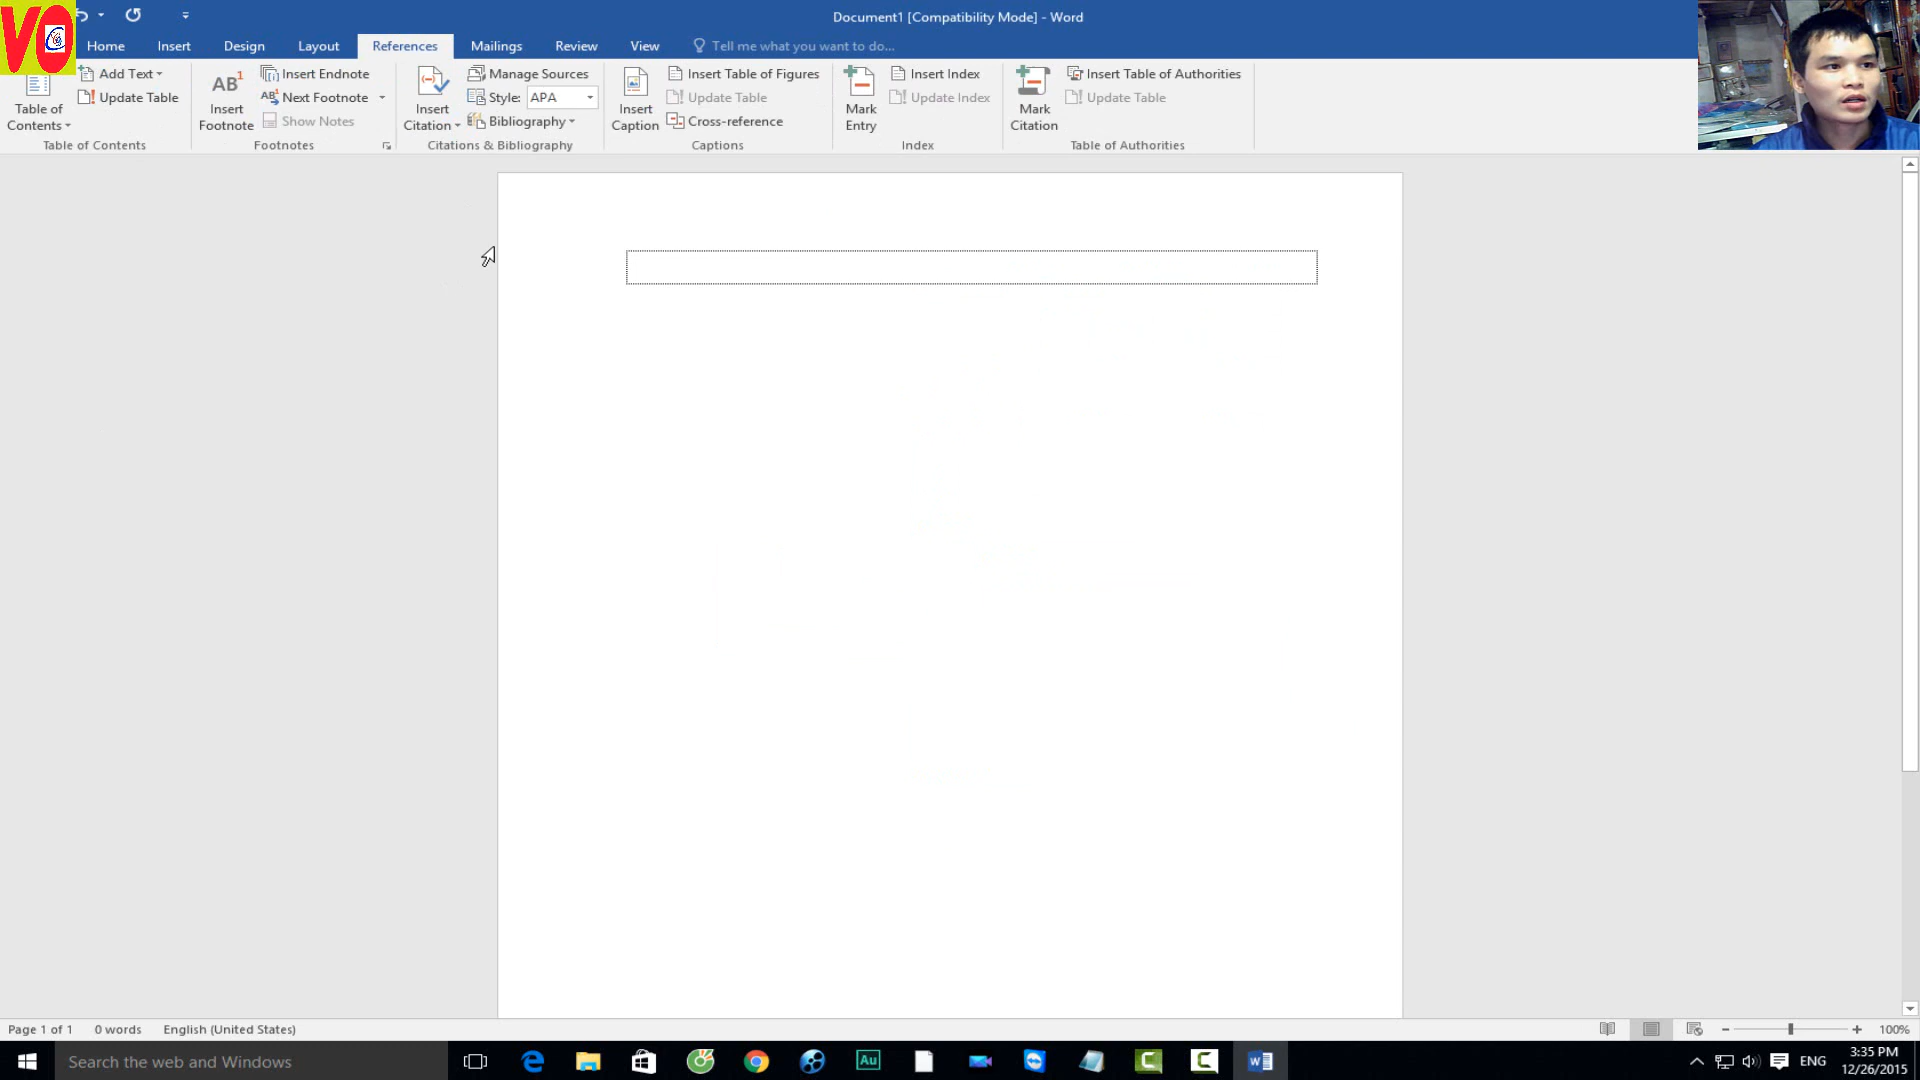 VO
Document1 [Compatibility Mode] - Word
Home Insert Design Layout References Mailings Review View Tell me what you want to do...
Table of Contents
Add Text
Update Table
Table of Contents
AB1
Insert Footnote
Insert Endnote
Next Footnote
Show Notes
Footnotes
Insert Citation
Manage Sources
Style: APA
Bibliography
Citations & Bibliography
Insert Caption
Insert Table of Figures
Update Table
Cross-reference
Captions
Mark Entry
Insert Index
Update Index
Index
Mark Citation
Insert Table of Authorities
Update Table
Table of Authorities
Page 1 of 1 0 words English (United States)
100%
Search the web and Windows
Au
ENG
3:35 PM
12/26/2015